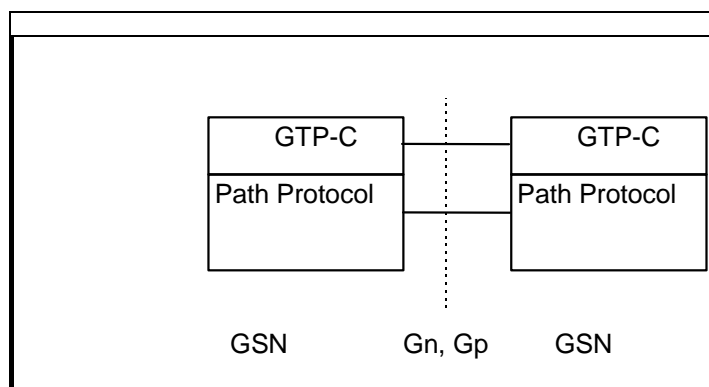 GTP-C GTP-C
Path Protocol Path Protocol
GSN Gn, Gp GSN